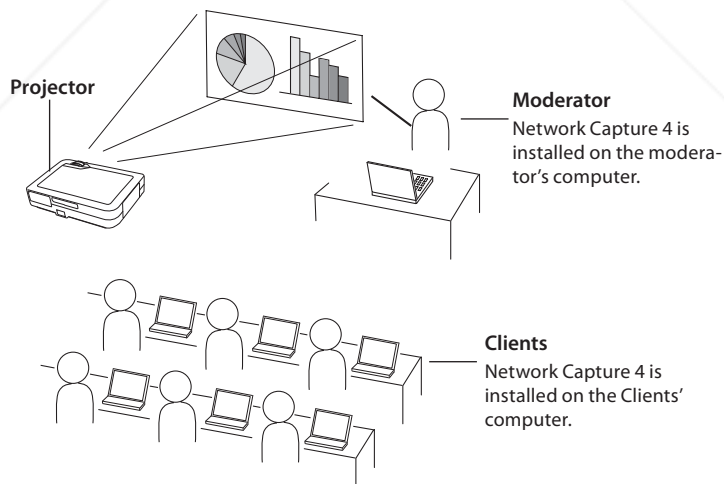 Projector
Moderator
Network Capture 4 is
installed on the modera-
tor's computer.
Clients
Network Capture 4 is
installed on the Clients'
computer.